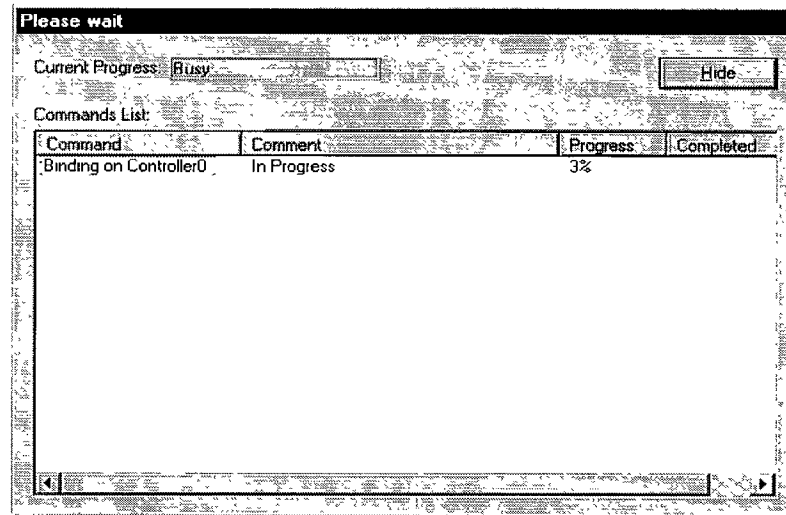 Please wait
Current Progress: Busy
Hide
Commands List:
Command Comment Progress Completed
Binding on Controller0 In Progress 3%